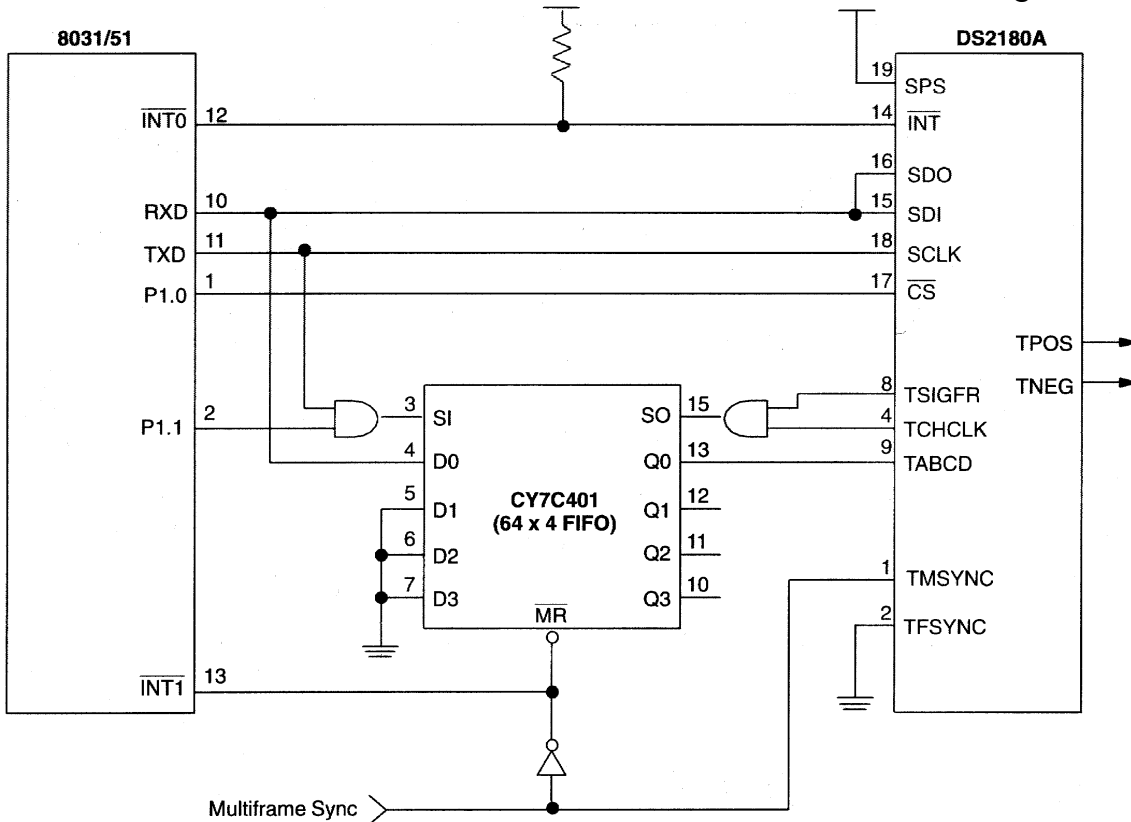 8031/51
DS2180A
19
SPS
INT0
12
14
INT
16
SDO
RXD
10
15
SDI
TXD
11
18
SCLK
P1.0
1
17
CS
TPOS
TNEG
P1.1
2
3
SI
SO
15
8
TSIGFR
4
TCHCLK
4
D0
Q0
13
9
TABCD
5
D1
CY7C401
(64 x 4 FIFO)
Q1
12
6
D2
Q2
11
7
D3
Q3
10
MR
1
TMSYNC
2
TFSYNC
INT1
13
Multiframe Sync